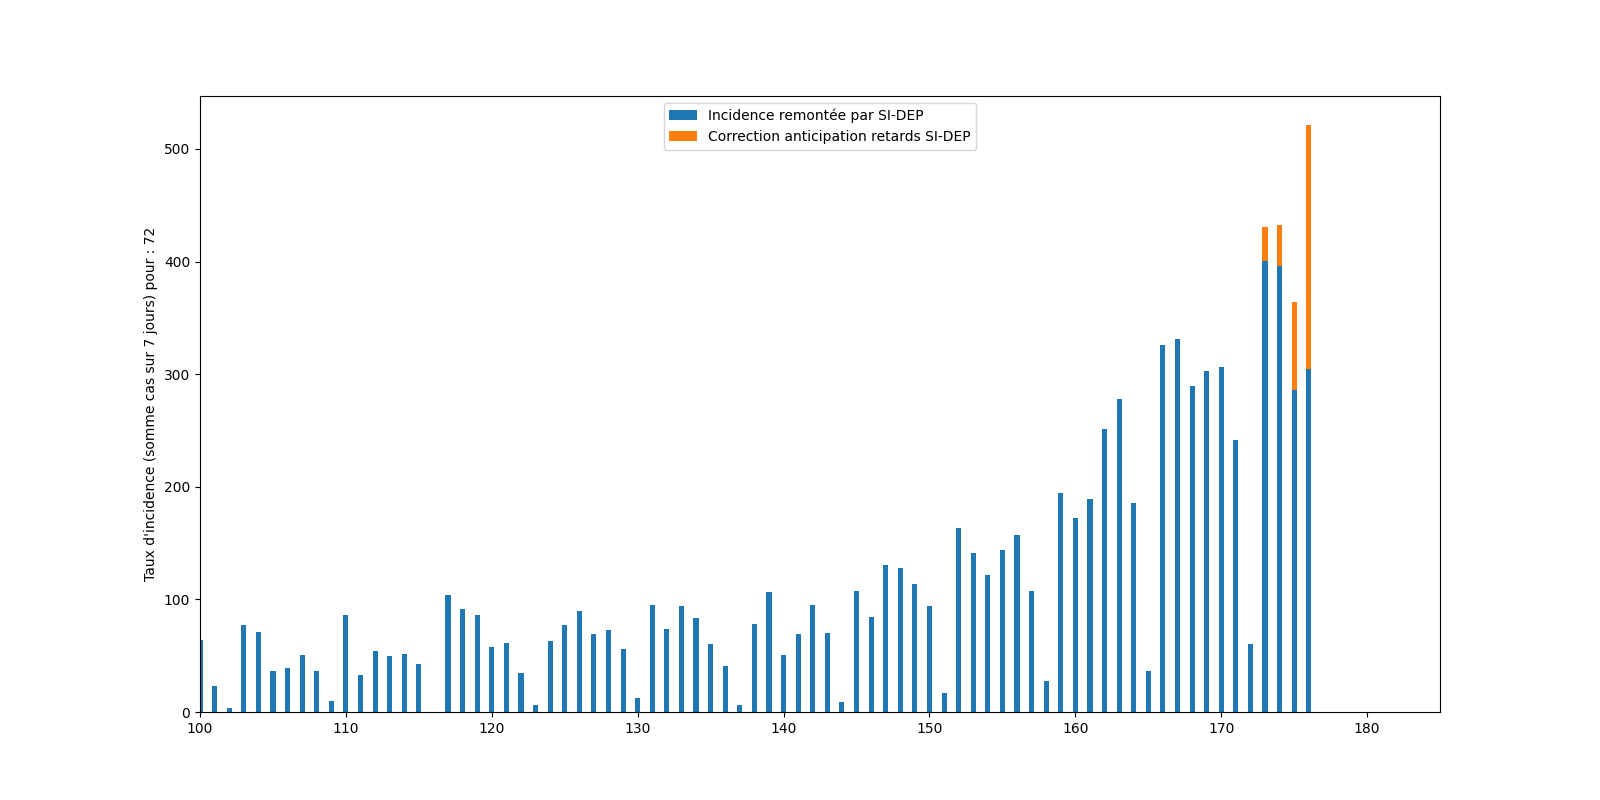 Incidence remontée par SI-DEP
Correction anticipation retards SI-DEP
Taux d'incidence (somme cas sur 7 jours) pour : 72
500
400
300
200
100
0
100 110 120 130 140 150 160 170 180